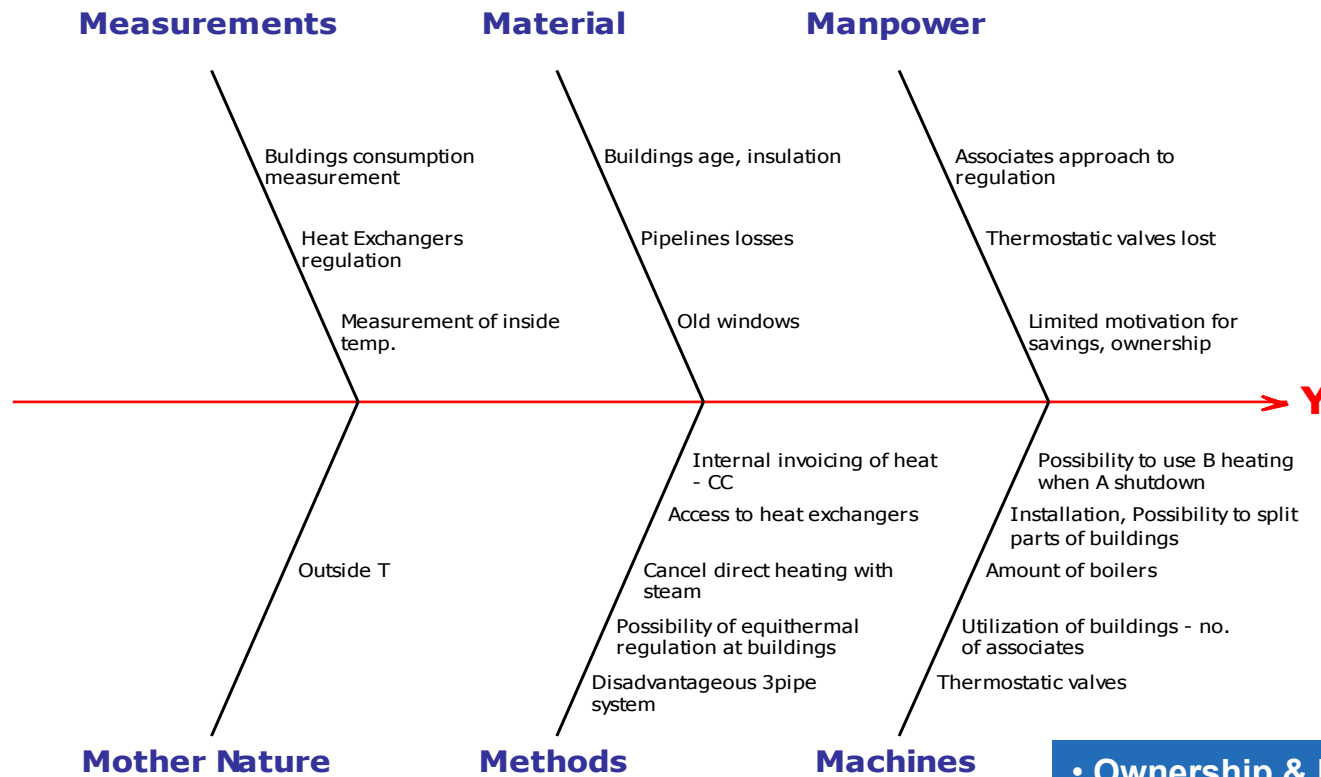 Measurements
Material
Manpower
Buldings consumption
measurement
Heat Exchangers
regulation
Measurement of inside
temp.
Buildings age, insulation
Pipelines losses
Old windows
Associates approach to
regulation
Thermostatic valves lost
Limited motivation for
savings, ownership
Y
Outside T
Internal invoicing of heat
- CC
Access to heat exchangers
Cancel direct heating with
steam
Possibility of equithermal
regulation at buildings
Disadvantageous 3pipe
system
Possibility to use B heating
when A shutdown
Installation, Possibility to split
parts of buildings
Amount of boilers
Utilization of buildings - no.
of associates
Thermostatic valves
Mother Nature
Methods
Machines
• Ownership &